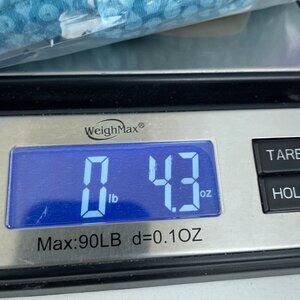 WeighMax®
0 lb 4.3 oz
TARE
HOL
Max:90LB d=0.1OZ